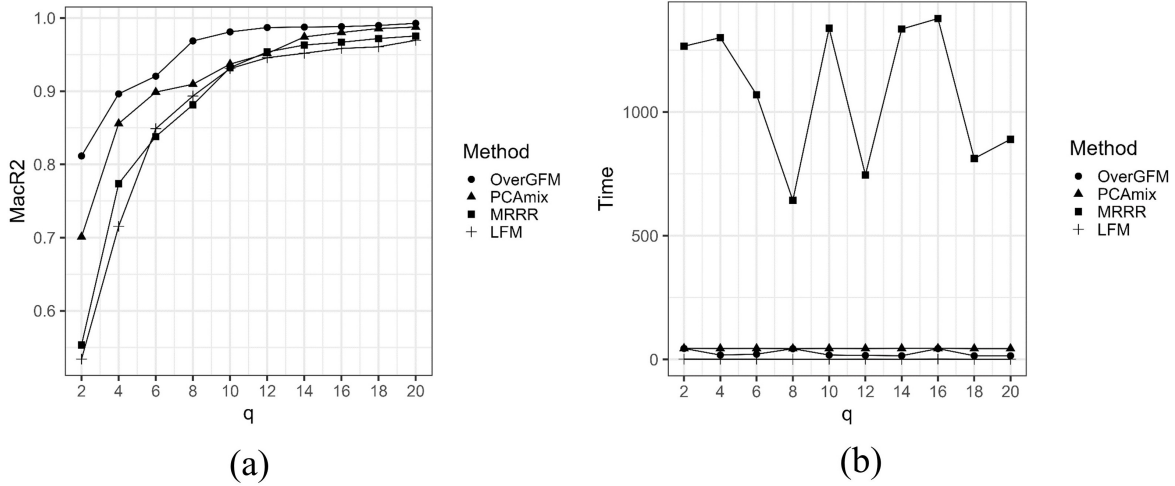 MacR2
1.0
0.9
0.8
0.7
0.6
2 4 6 8 10 12 14 16 18 20
q
Method
OverGFM
PCAmix
MRRR
LFM
(a)
Time
1000
500
0
2 4 6 8 10 12 14 16 18 20
q
Method
OverGFM
PCAmix
MRRR
LFM
(b)